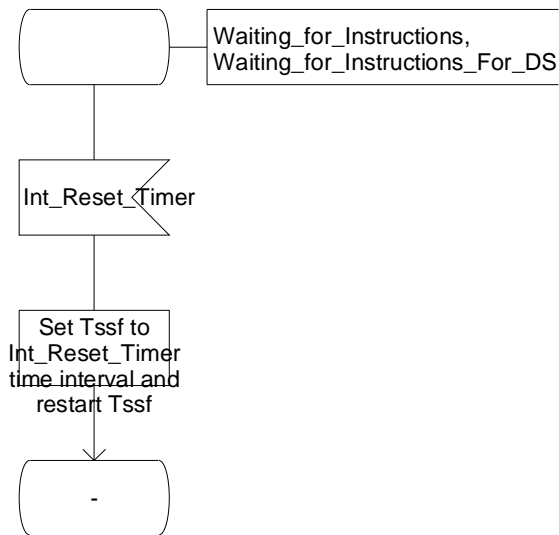 Waiting_for_Instructions,
Waiting_for_Instructions_For_DS
Int_Reset_Timer
Set Tssf to
Int_Reset_Timer
time interval and
restart Tssf
-